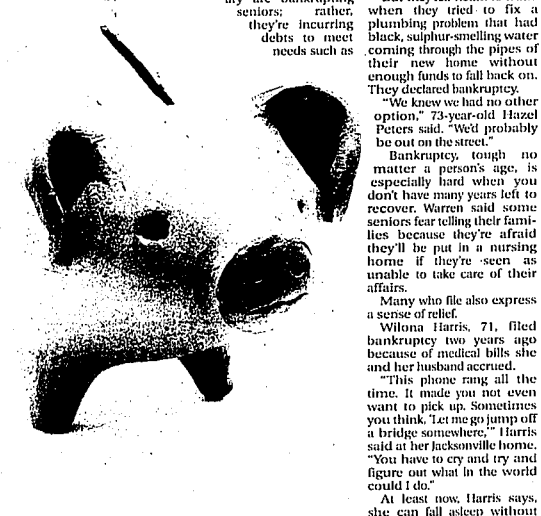 seniors; rather,
they're incurring
debts to meet
needs such as
when they tried to fix a
plumbing problem that had
black, sulphur-smelling water
coming through the pipes of
their new home without
enough funds to fall back on.
They declared bankruptcy.
"We knew we had no other
option," 73-year-old Hazel
Peters said. "We'd probably
be out on the street."
Bankruptcy, tough no
matter a person's age, is
especially hard when you
don't have many years left to
recover. Warren said some
seniors fear telling their fami-
lies because they're afraid
they'll be put in a nursing
home if they're seen as
unable to take care of their
affairs.
Many who file also express
a sense of relief.
Wilona Harris, 71, filed
bankruptcy two years ago
because of medical bills she
and her husband accrued.
"This phone rang all the
time. It made you not even
want to pick up. Sometimes
you think, 'Let me go jump off
a bridge somewhere,'" Harris
said at her Jacksonville home.
"You have to cry and try and
figure out what in the world
could I do."
At least now, Harris says,
she can fall asleep without